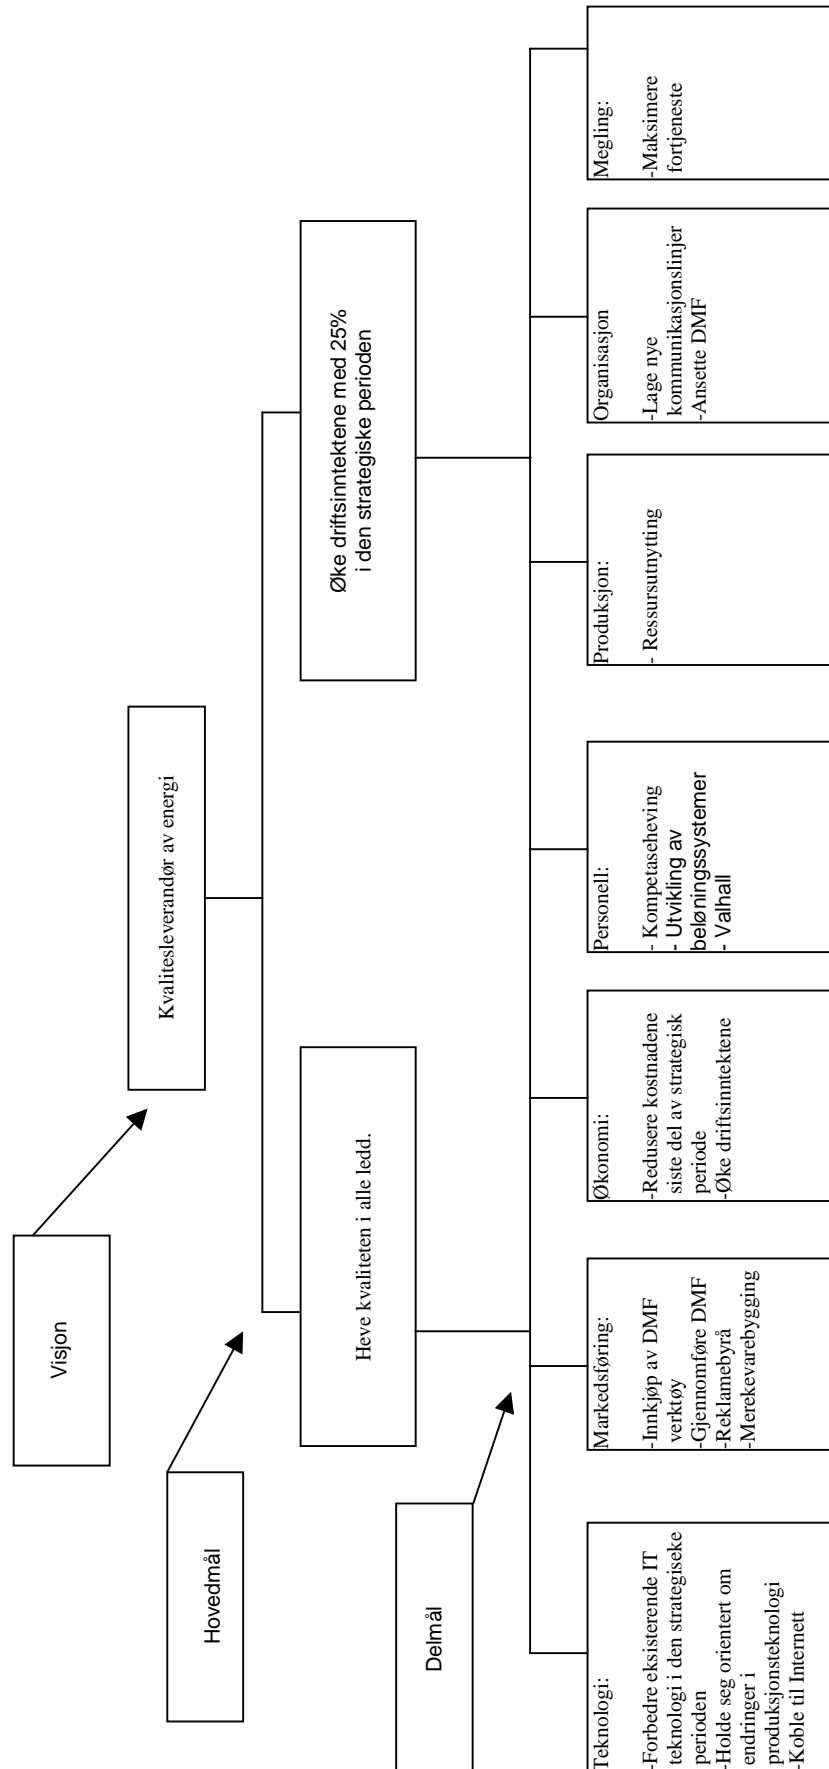 Visjon
Kvalitesleverandør av energi
Hovedmål
Heve kvaliteten i alle ledd.
Øke driftsinntektene med 25%
i den strategiske perioden
Delmål
Teknologi:
-Forbedre eksisterende IT
teknologi i den strategiseke
perioden
-Holde seg orientert om
endringer i
produksjonsteknologi
-Koble til Internett
Markedsføring:
-Innkjøp av DMF
verktøy
-Gjennomføre DMF
-Reklamebyrå
-Merekevarebygging
Økonomi:
-Redusere kostnadene
siste del av strategisk
periode
-Øke driftsinntektene
Personell:
- Kompetaseheving
- Utvikling av
beløningssystemer
- Valhall
Produksjon:
- Ressursutnytting
Organisasjon
-Lage nye
kommunikasjonslinjer
-Ansette DMF
Megling:
-Maksimere
fortjeneste